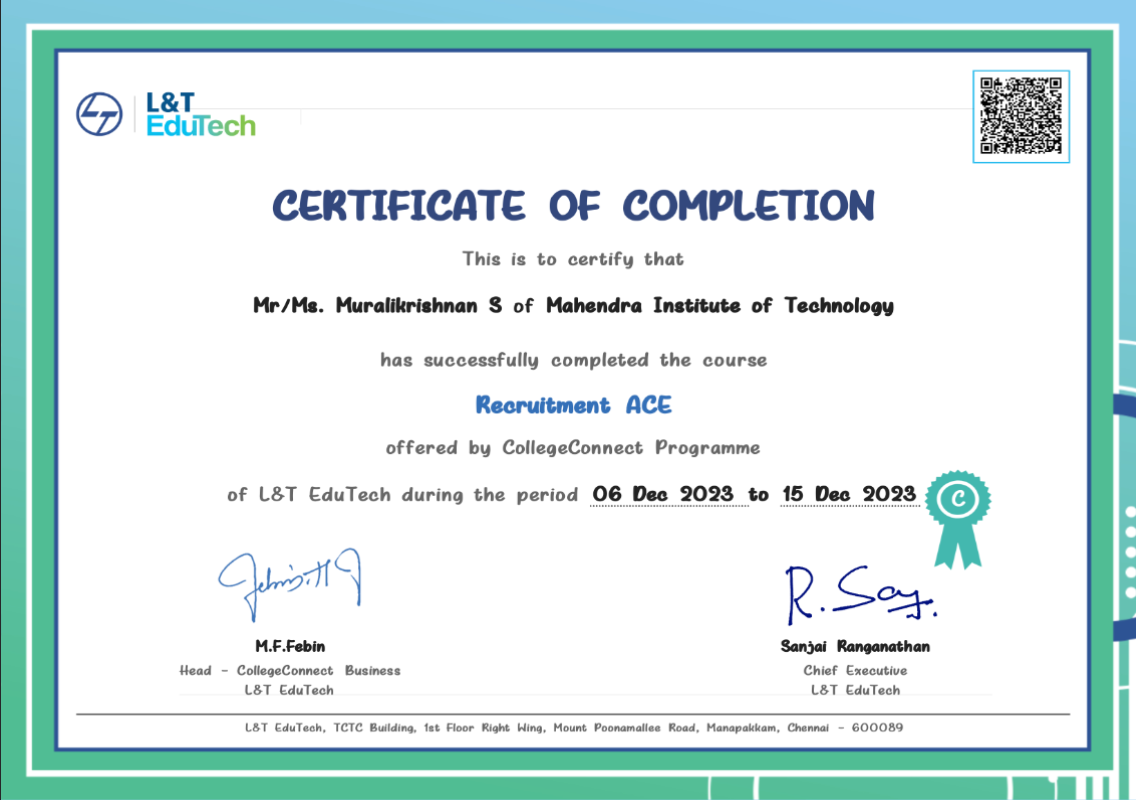 L&T
EduTech
CERTIFICATE OF COMPLETION
This is to certify that
Mr/Ms. Muralikrishnan S of Mahendra Institute of Technology
has successfully completed the course
Recruitment ACE
offered by CollegeConnect Programme
of L&T EduTech during the period 06 Dec 2023 to 15 Dec 2023
C
R. Say.
M.F.Febin
Sanjai Ranganathan
Head - CollegeConnect Business
Chief Executive
L&T EduTech
L&T EduTech
L&T EduTech, TCTC Building, 1st Floor Right Wing, Mount Poonamallee Road, Manapakkam, Chennai - 600089